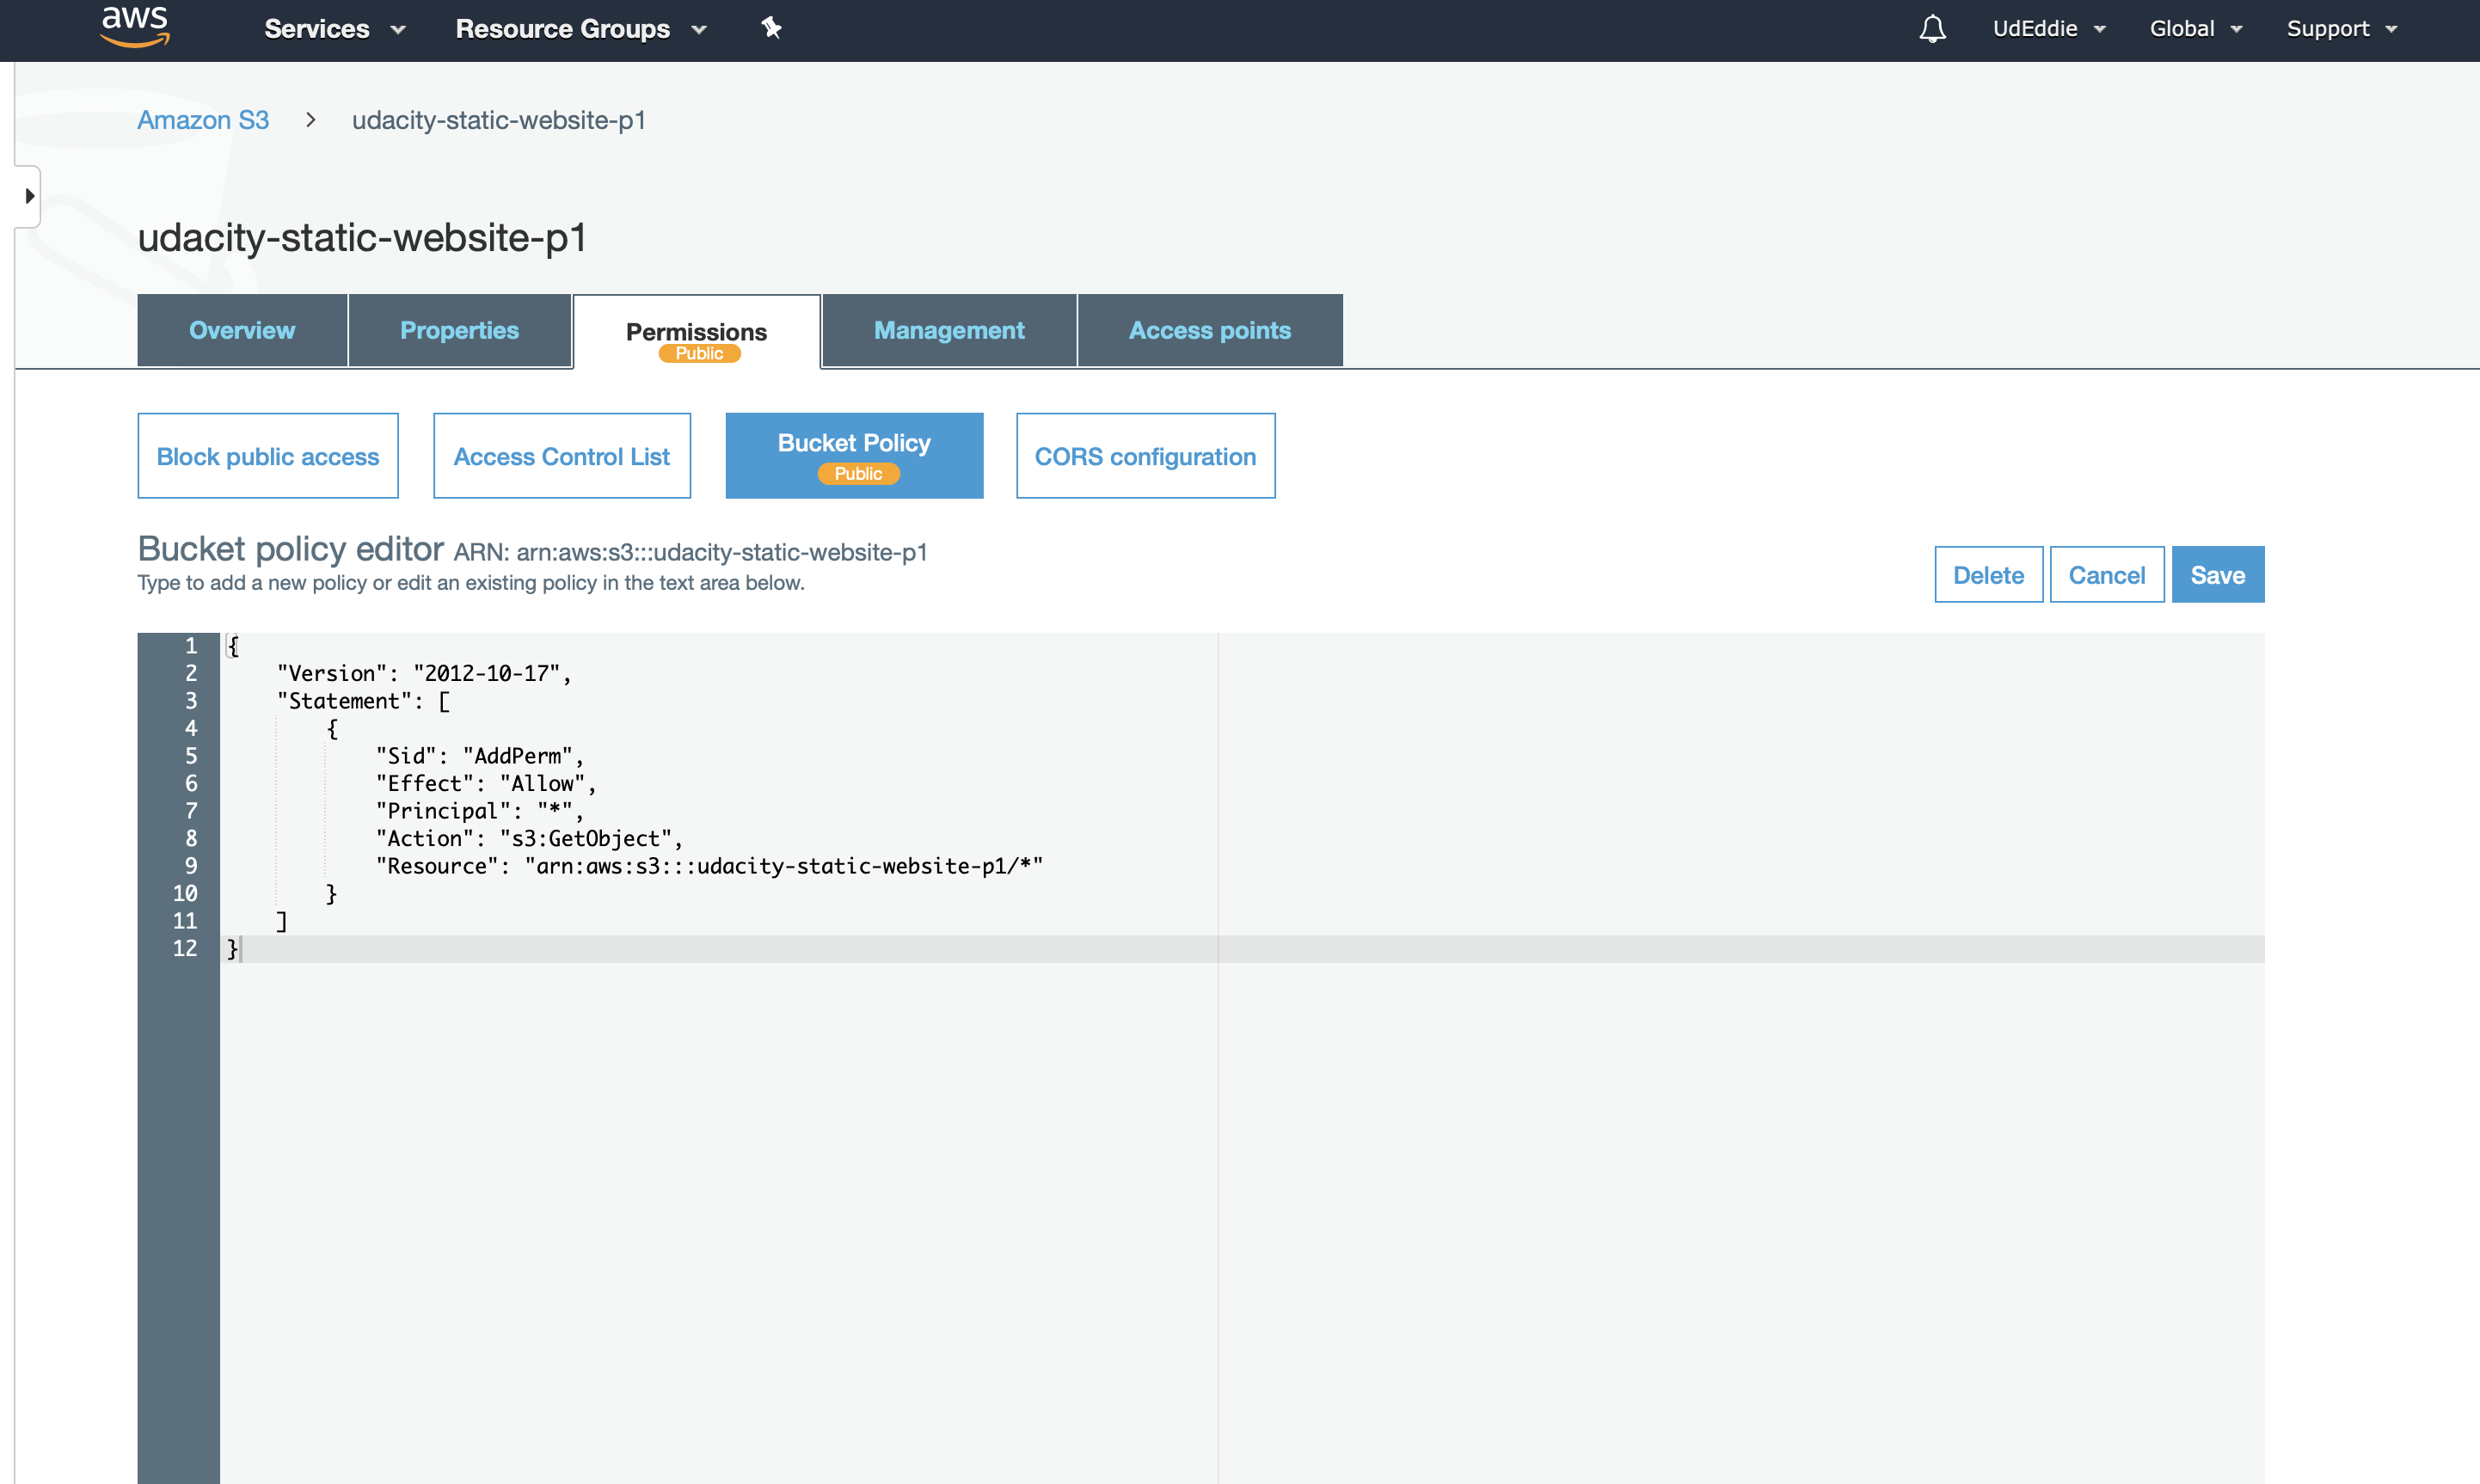 aws Services Resource Groups UdEddie Global Support
Amazon S3 > udacity-static-website-p1
udacity-static-website-p1
Overview Properties Permissions Management Access points
Public
Block public access Access Control List Bucket Policy CORS configuration
Public
Bucket policy editor ARN: arn:aws:s3:::udacity-static-website-p1
Type to add a new policy or edit an existing policy in the text area below.
Delete Cancel Save
1 {
2 "Version": "2012-10-17",
3 "Statement": [
4 {
5 "Sid": "AddPerm",
6 "Effect": "Allow",
7 "Principal": "*",
8 "Action": "s3:GetObject",
9 "Resource": "arn:aws:s3:::udacity-static-website-p1/*"
10 }
11 ]
12 }